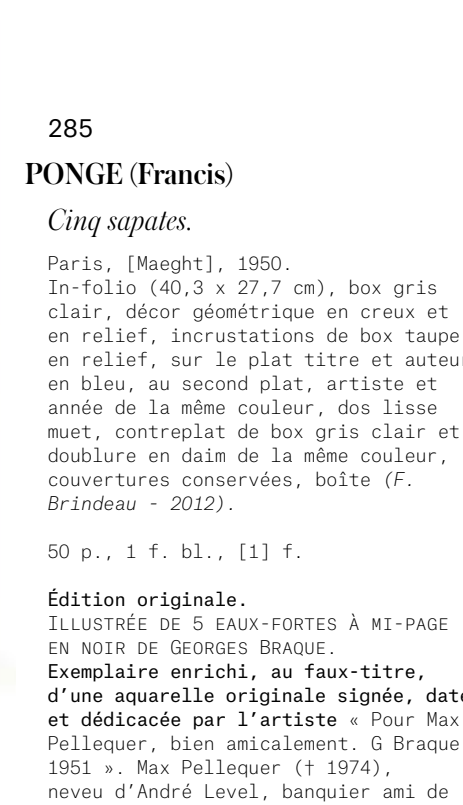 285
PONGE (Francis)
Cinq sapates.
Paris, [Maeght], 1950.
In-folio (40,3 x 27,7 cm), box gris
clair, décor géométrique en creux et
en relief, incrustations de box taupe
en relief, sur le plat titre et auteur
en bleu, au second plat, artiste et
année de la même couleur, dos lisse
muet, contreplat de box gris clair et
doublure en daim de la même couleur,
couvertures conservées, boîte (F.
Brindeau - 2012).
50 p., 1 f. bl., [1] f.
Édition originale.
ILLUSTRÉE DE 5 EAUX-FORTES À MI-PAGE
EN NOIR DE GEORGES BRAQUE.
Exemplaire enrichi, au faux-titre,
d’une aquarelle originale signée, daté
et dédicacée par l’artiste « Pour Max
Pellequer, bien amicalement. G Braque
1951 ». Max Pellequer († 1974),
neveu d’André Level, banquier ami de